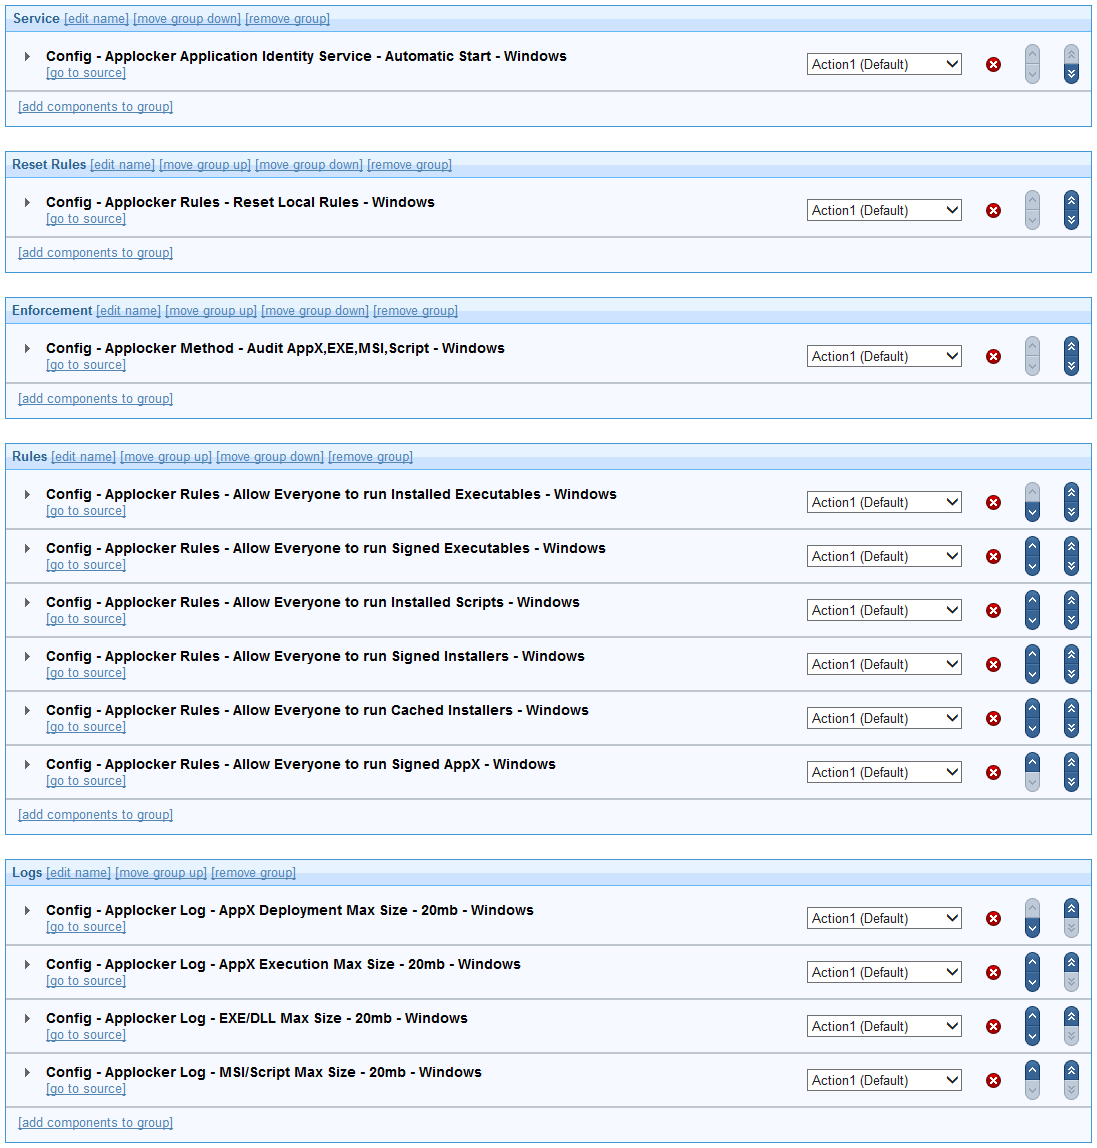 Service [edit name] [move group down] [remove group]
Config - Applocker Application Identity Service - Automatic Start - Windows
Action1 (Default)
[go to source]
[add components to group]
Reset Rules [edit name] [move group up] [move group down] [remove group]
Config - Applocker Rules - Reset Local Rules - Windows
Action1 (Default)
[go to source]
[add components to group]
Enforcement [edit name] [move group up] [move group down] [remove group]
Config - Applocker Method - Audit AppX,EXE,MSI,Script - Windows
Action1 (Default)
[go to source]
[add components to group]
Rules [edit name] [move group up] [move group down] [remove group]
Config - Applocker Rules - Allow Everyone to run Installed Executables - Windows
Action1 (Default)
[go to source]
Config - Applocker Rules - Allow Everyone to run Signed Executables - Windows
Action1 (Default)
[go to source]
Config - Applocker Rules - Allow Everyone to run Installed Scripts - Windows
Action1 (Default)
[go to source]
Config - Applocker Rules - Allow Everyone to run Signed Installers - Windows
Action1 (Default)
[go to source]
Config - Applocker Rules - Allow Everyone to run Cached Installers - Windows
Action1 (Default)
[go to source]
Config - Applocker Rules - Allow Everyone to run Signed AppX - Windows
Action1 (Default)
[go to source]
[add components to group]
Logs [edit name] [move group up] [remove group]
Config - Applocker Log - AppX Deployment Max Size - 20mb - Windows
Action1 (Default)
[go to source]
Config - Applocker Log - AppX Execution Max Size - 20mb - Windows
Action1 (Default)
[go to source]
Config - Applocker Log - EXE/DLL Max Size - 20mb - Windows
Action1 (Default)
[go to source]
Config - Applocker Log - MSI/Script Max Size - 20mb - Windows
Action1 (Default)
[go to source]
[add components to group]